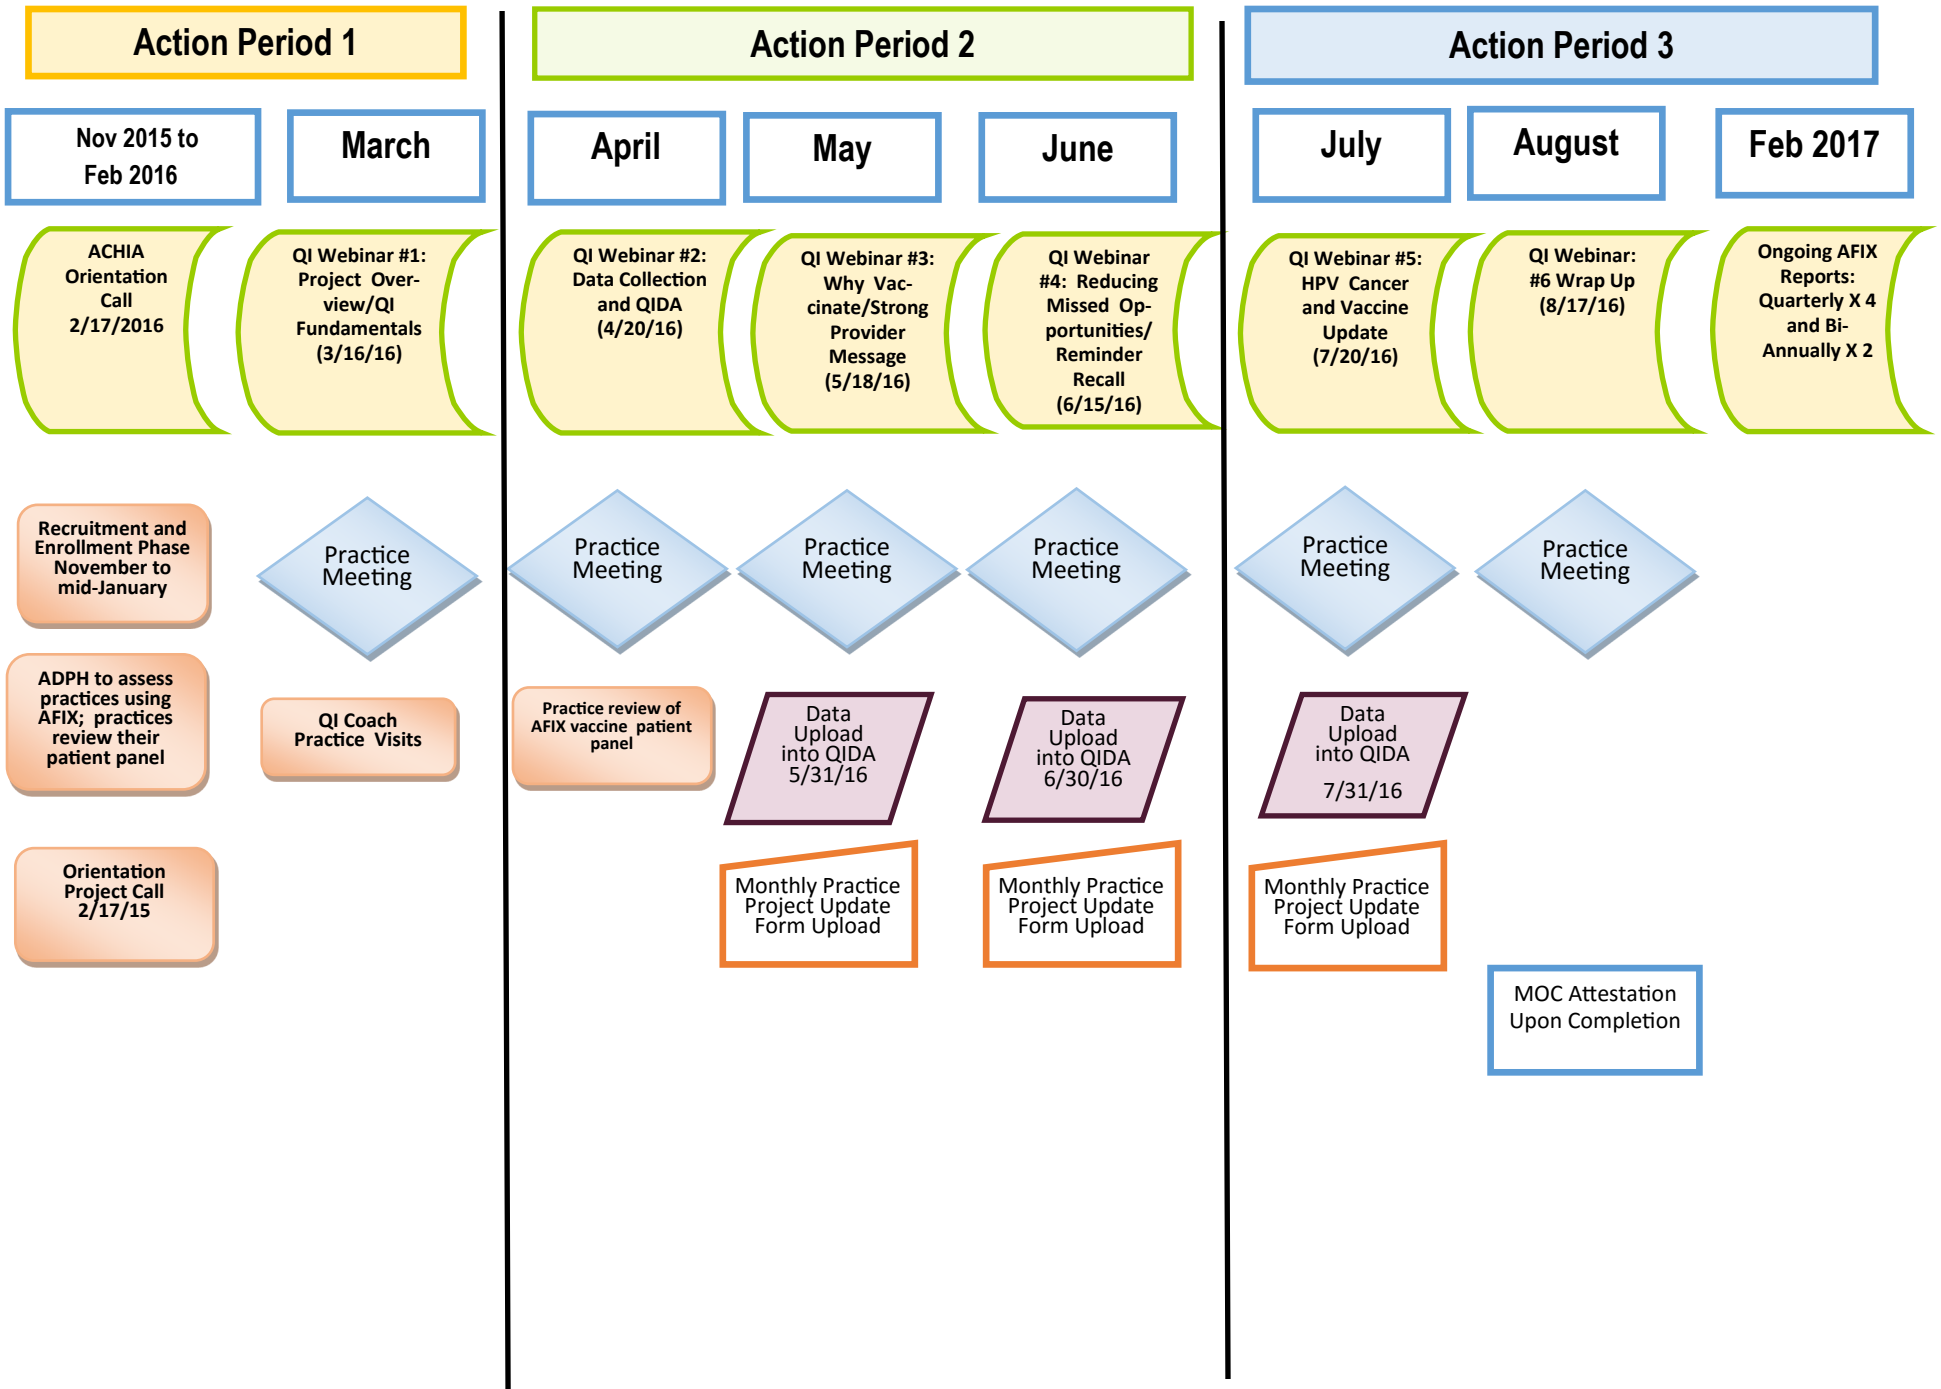 Action Period 1
Action Period 2
Action Period 3
Nov 2015 to
Feb 2016
March
April
May
June
July
August
Feb 2017
ACHIA
Orientation
Call
2/17/2016
QI Webinar #1:
Project Over-
view/QI
Fundamentals
(3/16/16)
QI Webinar #2:
Data Collection
and QIDA
(4/20/16)
QI Webinar #3:
Why Vac-
cinate/Strong
Provider
Message
(5/18/16)
QI Webinar
#4: Reducing
Missed Op-
portunities/
Reminder
Recall
(6/15/16)
QI Webinar #5:
HPV Cancer
and Vaccine
Update
(7/20/16)
QI Webinar:
#6 Wrap Up
(8/17/16)
Ongoing AFIX
Reports:
Quarterly X 4
and Bi-
Annually X 2
Recruitment and
Enrollment Phase
November to
mid-January
Practice
Meeting
Practice
Meeting
Practice
Meeting
Practice
Meeting
Practice
Meeting
Practice
Meeting
ADPH to assess
practices using
AFIX; practices
review their
patient panel
QI Coach
Practice Visits
Practice review of
AFIX vaccine patient
panel
Data
Upload
into QIDA
5/31/16
Data
Upload
into QIDA
6/30/16
Data
Upload
into QIDA
7/31/16
Orientation
Project Call
2/17/15
Monthly Practice
Project Update
Form Upload
Monthly Practice
Project Update
Form Upload
Monthly Practice
Project Update
Form Upload
MOC Attestation
Upon Completion